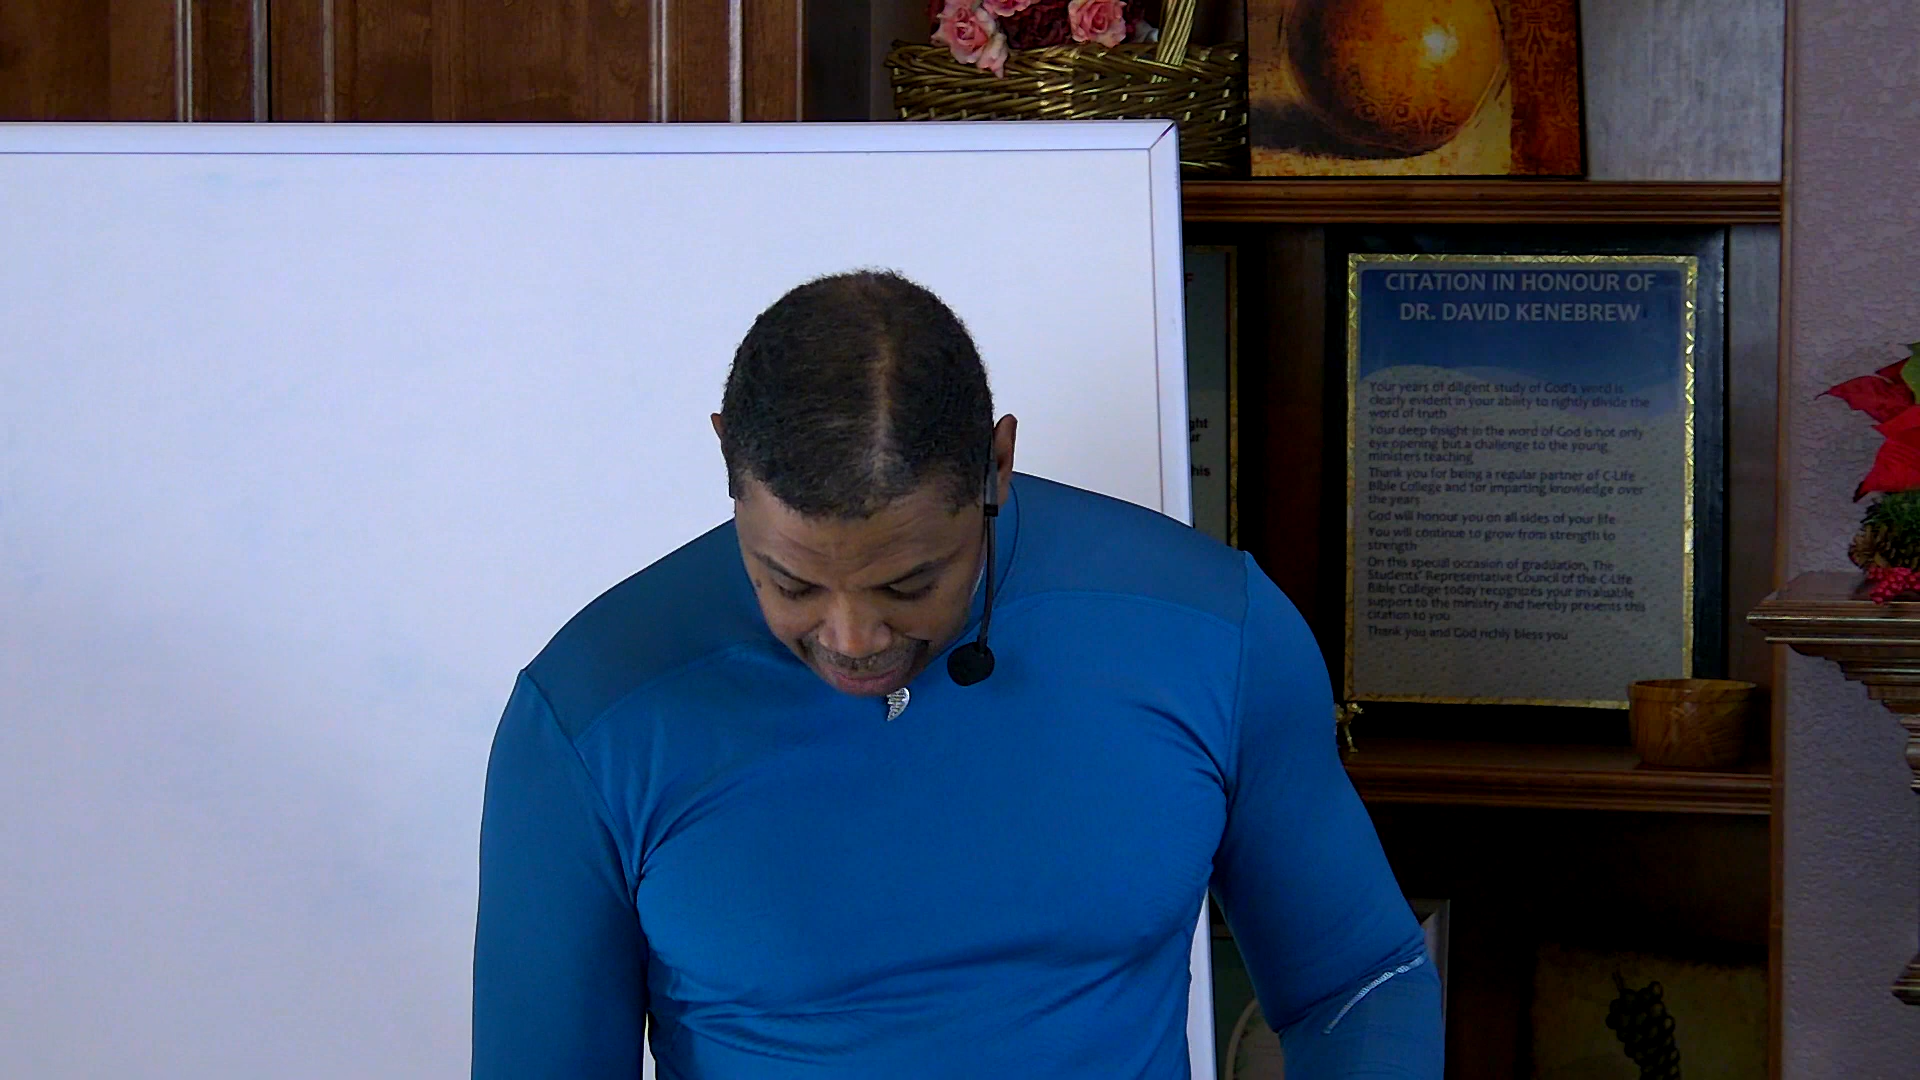 CITATION IN HONOUR OF
DR. DAVID KENEBREW
Your years of diligent study of God's word is
clearly evident in your ability to rightly divide the
word of truth
Your deep insight in the word of God is not only
eye opening but a challenge to the young
ministers teaching
Thank you for being a regular partner of C-Life
Bible College and for imparting knowledge over
the years
God will honour you on all sides of your life
You will continue to grow from strength to
strength
On this special occasion of graduation, The
Students' Representative Council of the C-Life
Bible College today recognizes your invaluable
support to the ministry and hereby presents this
citation to you
Thank you and God richly bless you